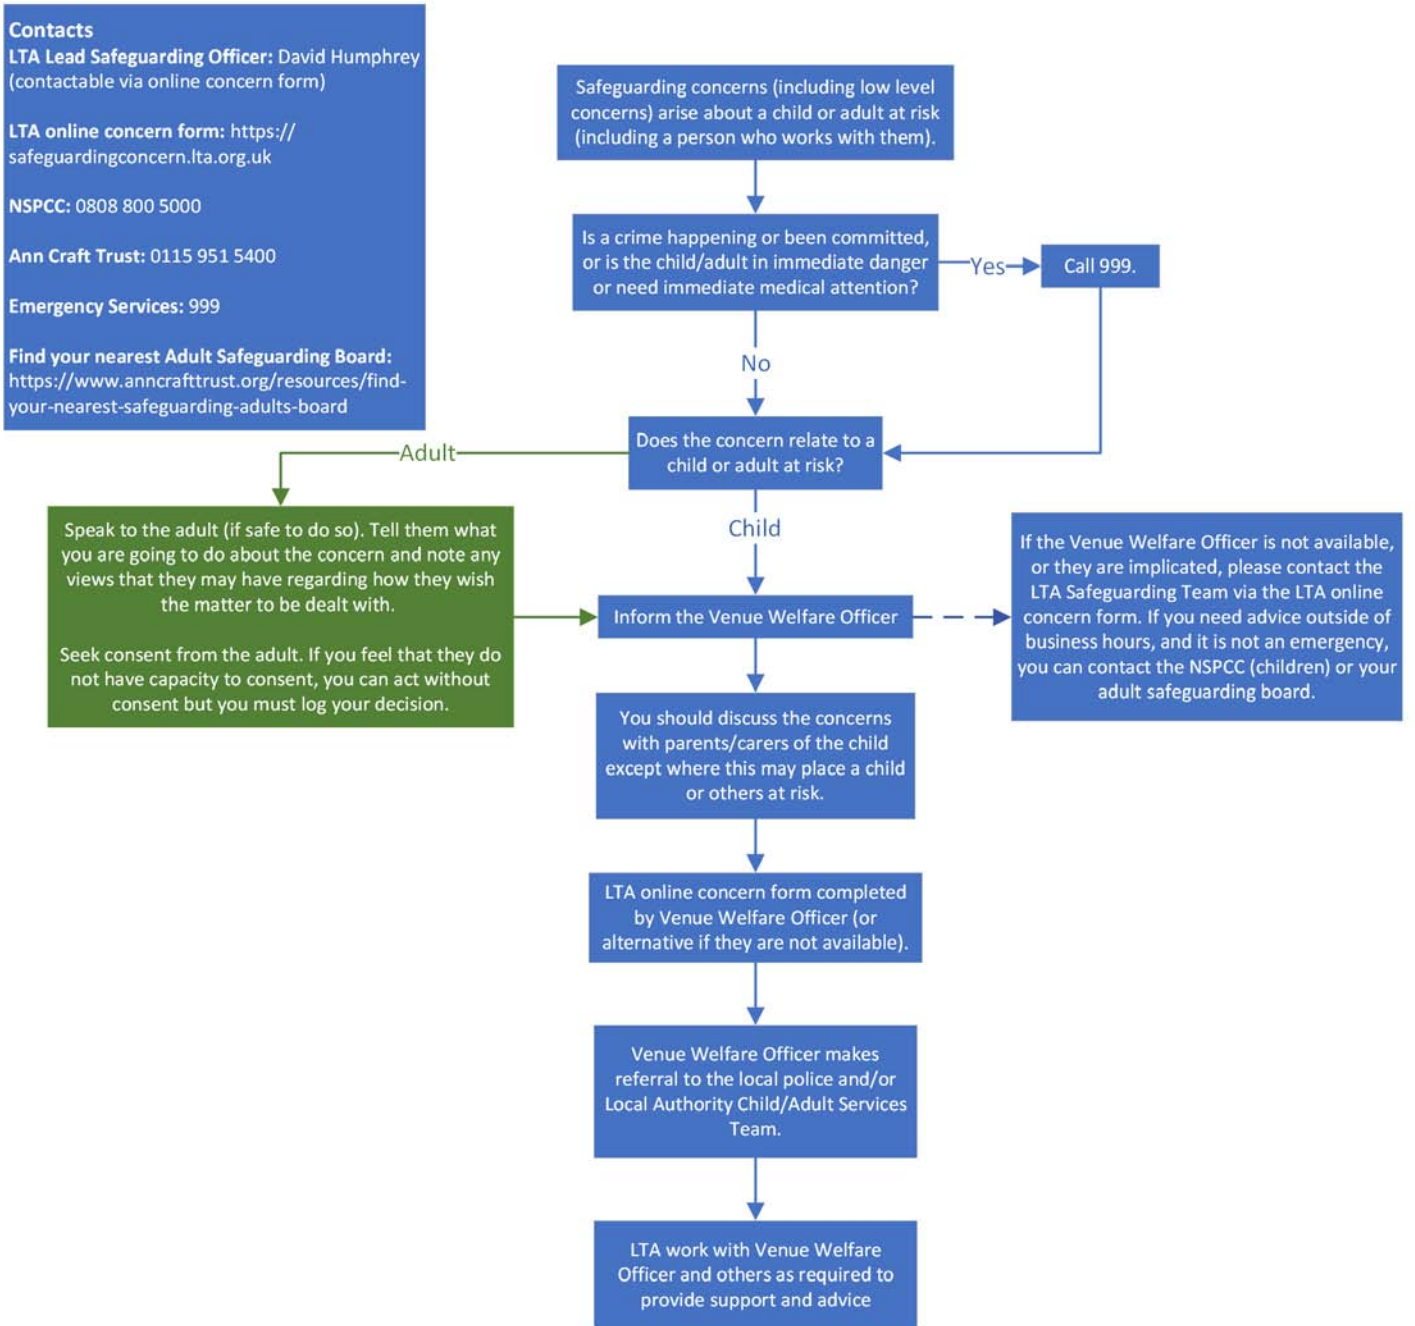 Contacts
LTA Lead Safeguarding Officer: David Humphrey
(contactable via online concern form)
LTA online concern form: https://
safeguardingconcern.lta.org.uk
NSPCC: 0808 800 5000
Ann Craft Trust: 0115 951 5400
Emergency Services: 999
Find your nearest Adult Safeguarding Board:
https://www.anncrafttrust.org/resources/find-
your-nearest-safeguarding-adults-board
Safeguarding concerns (including low level
concerns) arise about a child or adult at risk
(including a person who works with them).
Is a crime happening or been committed,
or is the child/adult in immediate danger
or need immediate medical attention?
Yes
Call 999.
No
Does the concern relate to a
child or adult at risk?
Adult
Speak to the adult (if safe to do so). Tell them what
you are going to do about the concern and note any
views that they may have regarding how they wish
the matter to be dealt with.
Seek consent from the adult. If you feel that they do
not have capacity to consent, you can act without
consent but you must log your decision.
Child
Inform the Venue Welfare Officer
If the Venue Welfare Officer is not available,
or they are implicated, please contact the
LTA Safeguarding Team via the LTA online
concern form. If you need advice outside of
business hours, and it is not an emergency,
you can contact the NSPCC (children) or your
adult safeguarding board.
You should discuss the concerns
with parents/carers of the child
except where this may place a child
or others at risk.
LTA online concern form completed
by Venue Welfare Officer (or
alternative if they are not available).
Venue Welfare Officer makes
referral to the local police and/or
Local Authority Child/Adult Services
Team.
LTA work with Venue Welfare
Officer and others as required to
provide support and advice